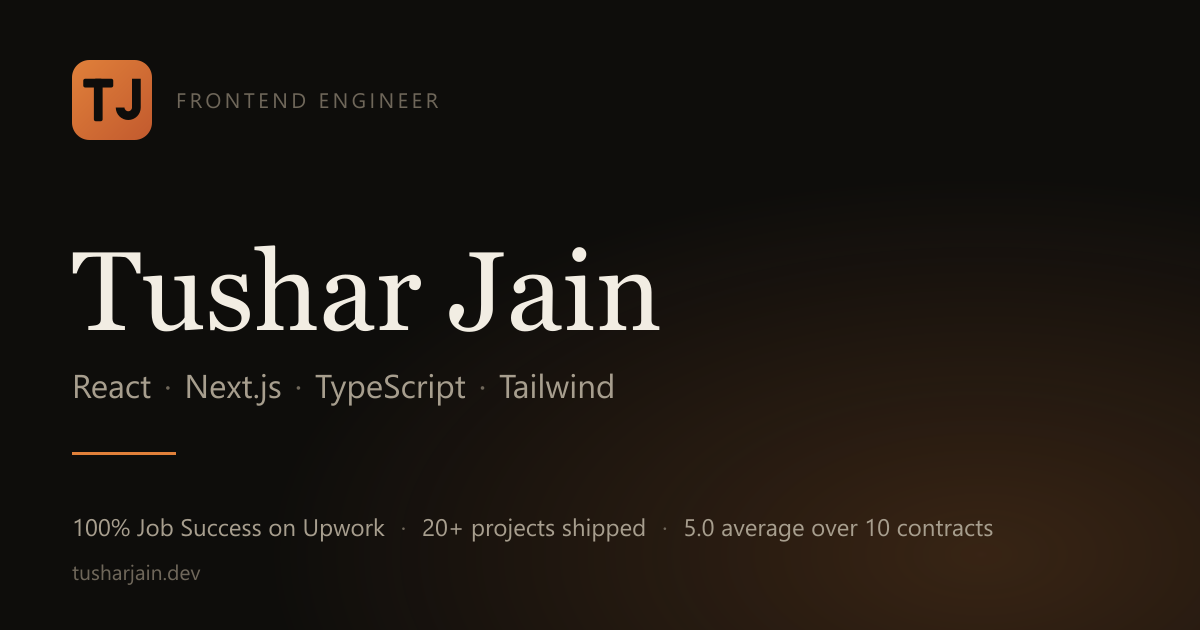 TJ
FRONTEND ENGINEER
Tushar Jain
React · Next.js · TypeScript · Tailwind
100% Job Success on Upwork · 20+ projects shipped · 5.0 average over 10 contracts
tusharjain.dev